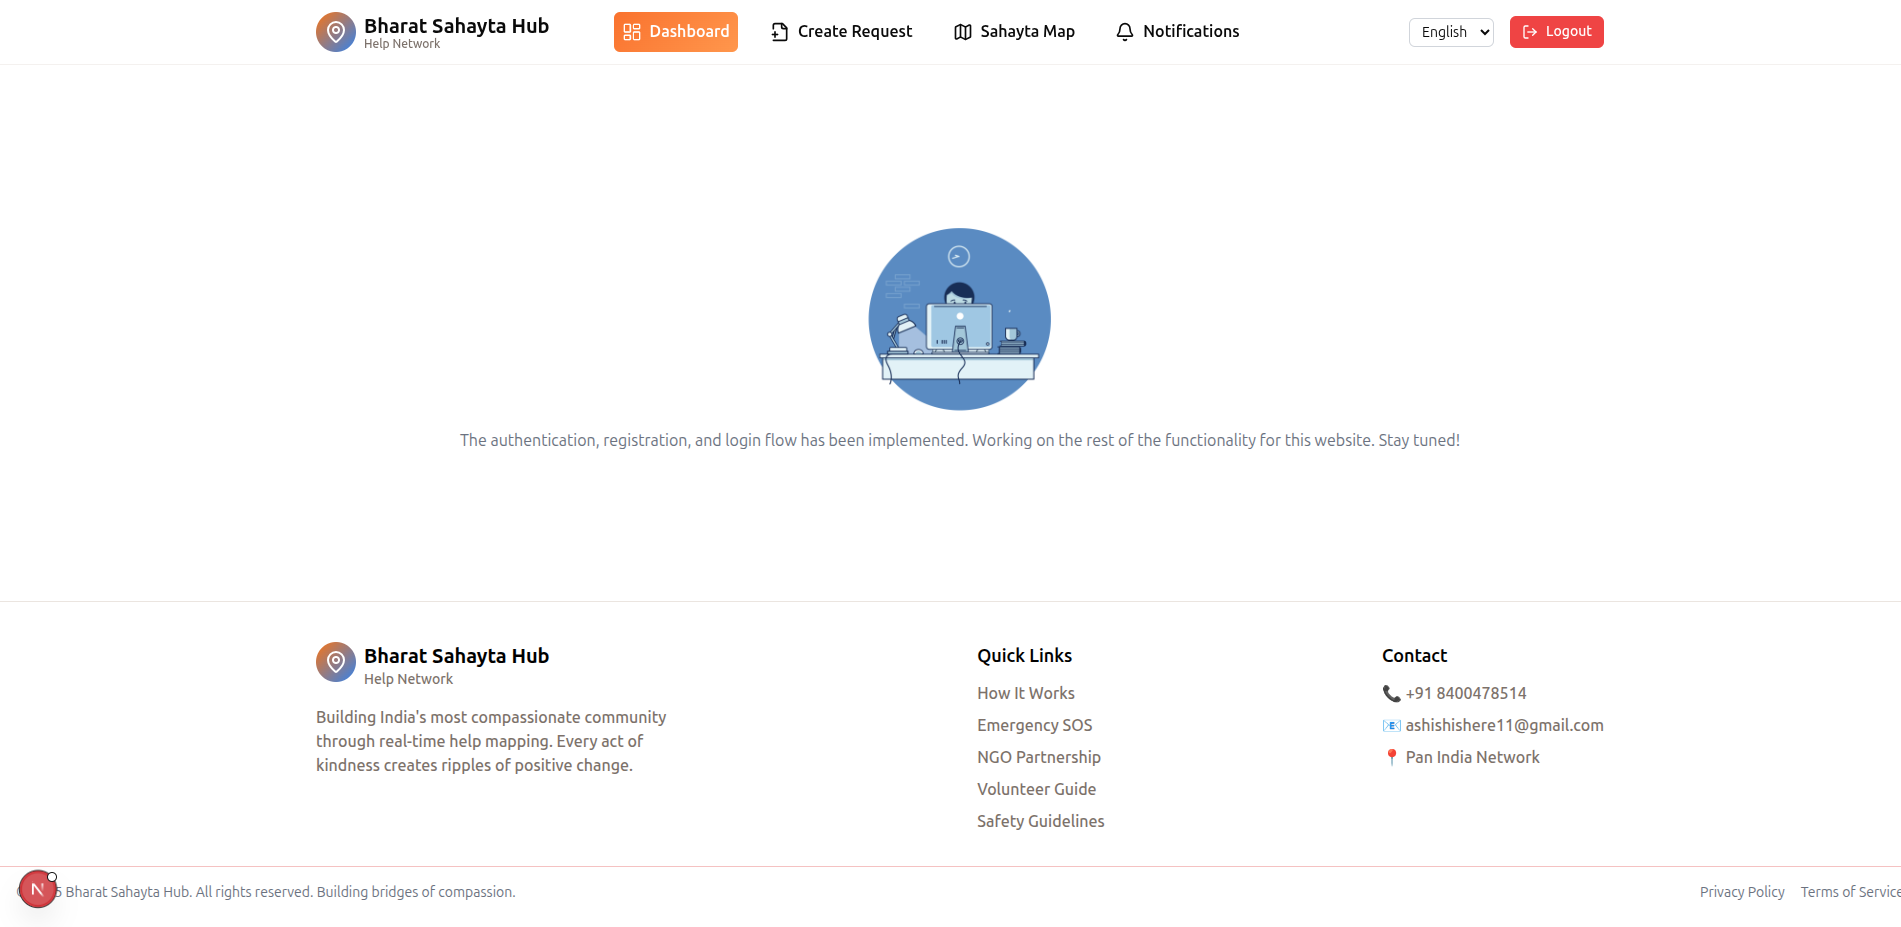 Bharat Sahayta Hub
Help Network
Dashboard
Create Request
Sahayta Map
Notifications
English
Logout
The authentication, registration, and login flow has been implemented. Working on the rest of the functionality for this website. Stay tuned!
Bharat Sahayta Hub
Help Network
Building India's most compassionate community
through real-time help mapping. Every act of
kindness creates ripples of positive change.
Quick Links
How It Works
Emergency SOS
NGO Partnership
Volunteer Guide
Safety Guidelines
Contact
+91 8400478514
ashishishere11@gmail.com
Pan India Network
N
5 Bharat Sahayta Hub. All rights reserved. Building bridges of compassion.
Privacy Policy
Terms of Service